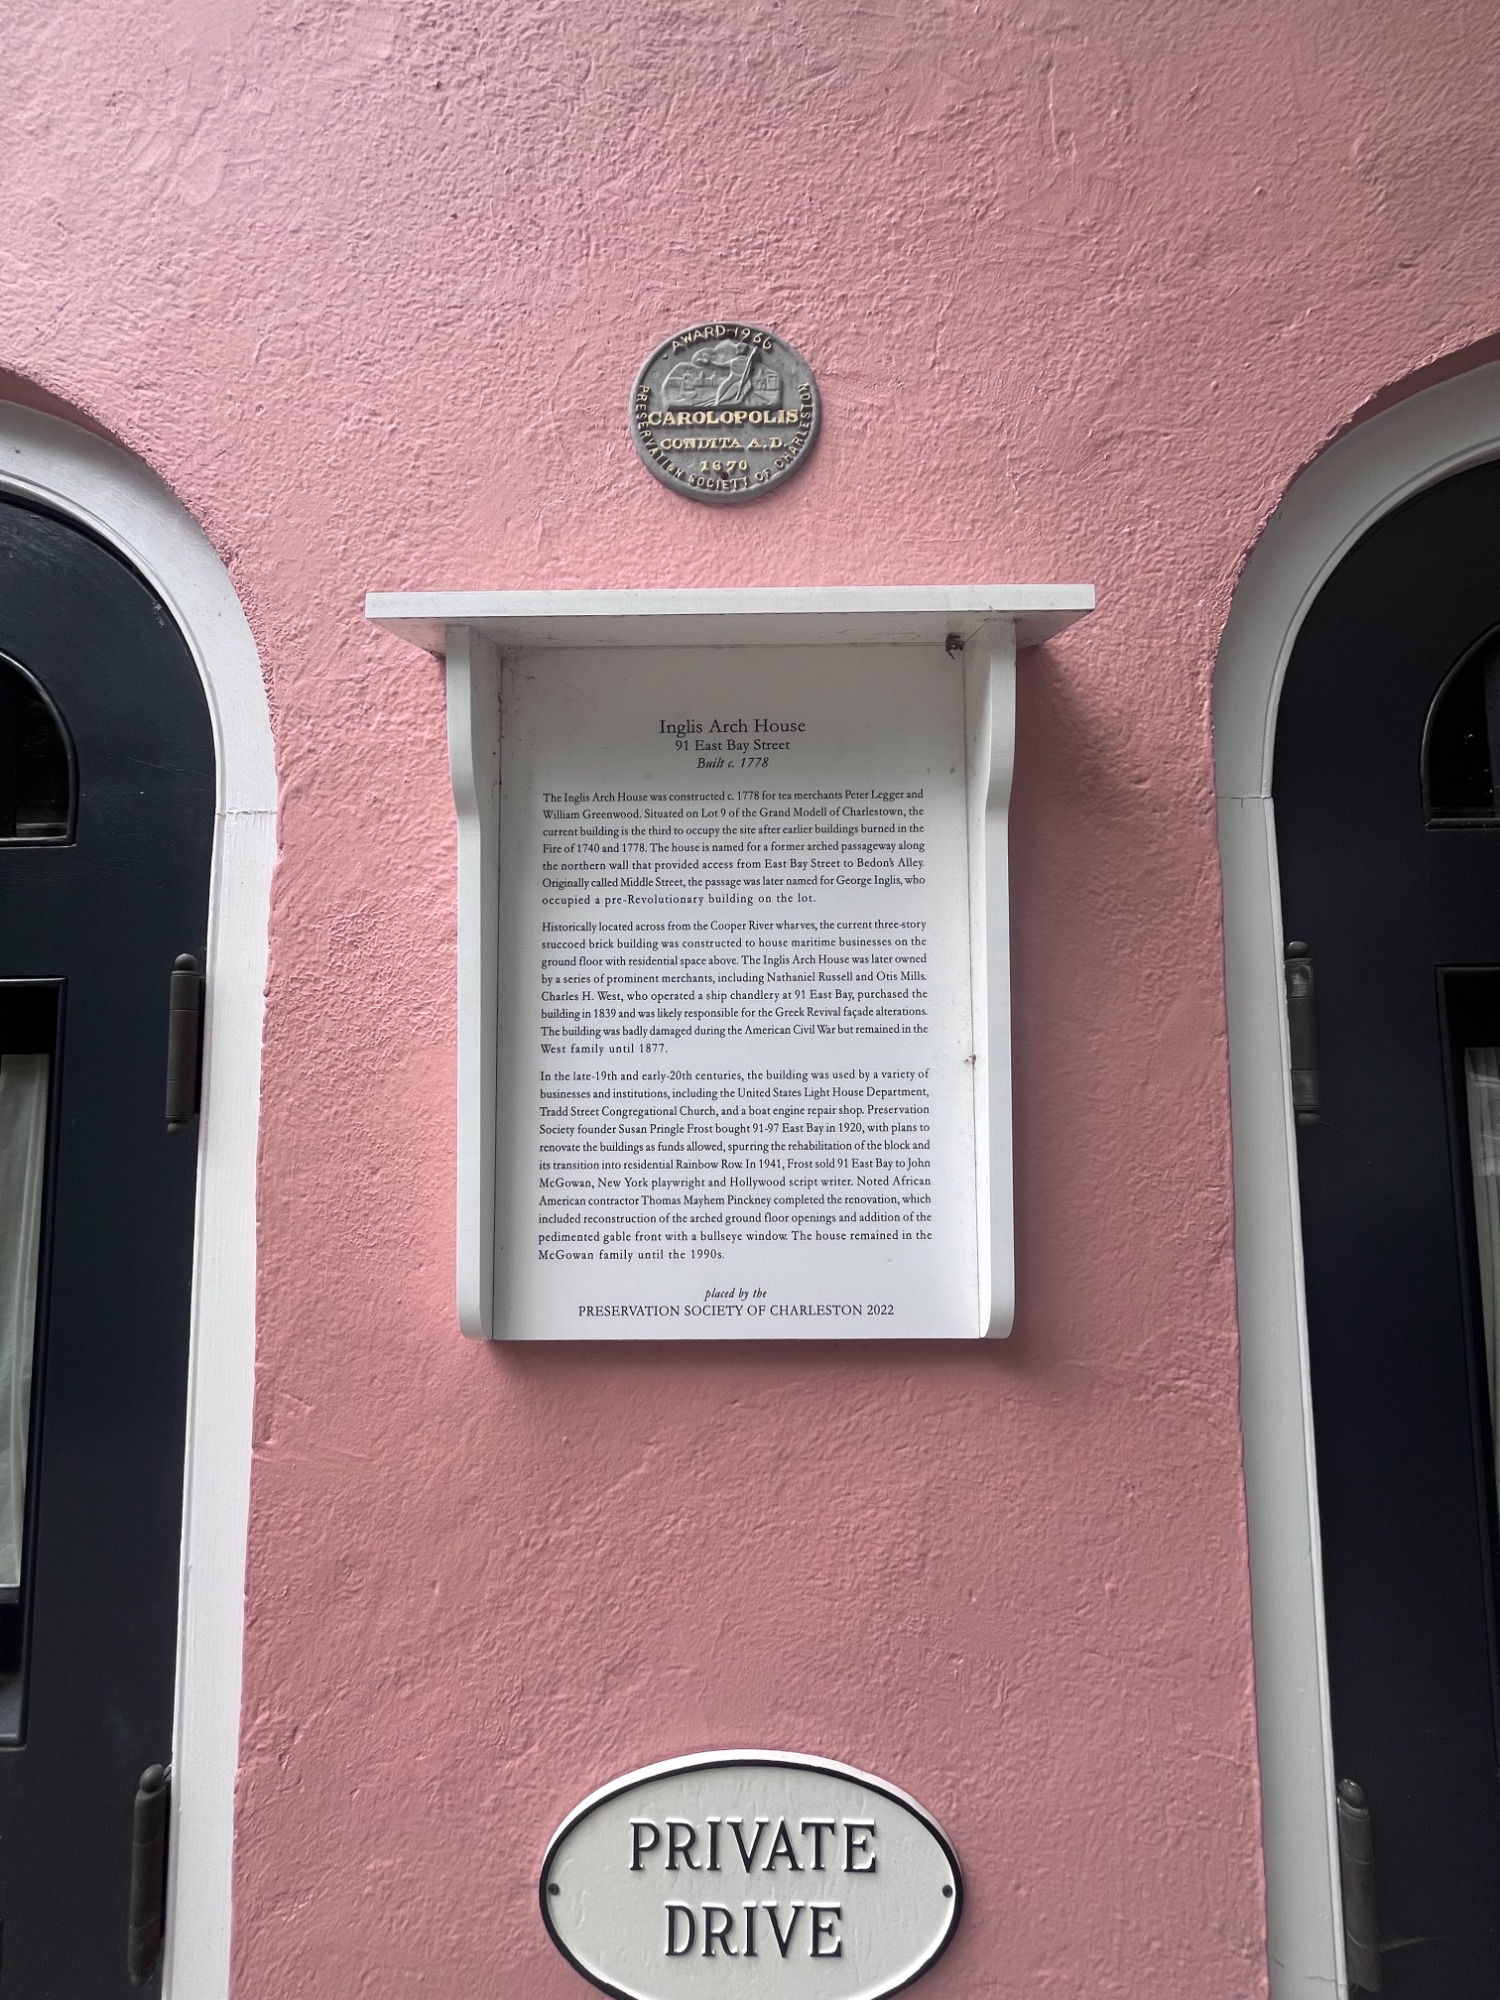 AWARD 1966
CAROLOPOLIS
CONDITA A.D.
1670
PRESERVATION SOCIETY OF CHARLESTON
Inglis Arch House
91 East Bay Street
Built c. 1778
The Inglis Arch House was constructed c. 1778 for tea merchants Peter Legger and
William Greenwood. Situated on Lot 9 of the Grand Modell of Charlestown, the
current building is the third to occupy the site after earlier buildings burned in the
Fire of 1740 and 1778. The house is named for a former arched passageway along
the northern wall that provided access from East Bay Street to Bedon's Alley.
Originally called Middle Street, the passage was later named for George Inglis, who
occupied a pre-Revolutionary building on the lot.
Historically located across from the Cooper River wharves, the current three-story
stuccoed brick building was constructed to house maritime businesses on the
ground floor with residential space above. The Inglis Arch House was later owned
by a series of prominent merchants, including Nathaniel Russell and Otis Mills.
Charles H. West, who operated a ship chandlery at 91 East Bay, purchased the
building in 1839 and was likely responsible for the Greek Revival façade alterations.
The building was badly damaged during the American Civil War but remained in the
West family until 1877.
In the late-19th and early-20th centuries, the building was used by a variety of
businesses and institutions, including the United States Light House Department,
Tradd Street Congregational Church, and a boat engine repair shop. Preservation
Society founder Susan Pringle Frost bought 91-97 East Bay in 1920, with plans to
renovate the buildings as funds allowed, spurring the rehabilitation of the block and
its transition into residential Rainbow Row. In 1941, Frost sold 91 East Bay to John
McGowan, New York playwright and Hollywood script writer. Noted African
American contractor Thomas Mayhem Pinckney completed the renovation, which
included reconstruction of the arched ground floor openings and addition of the
pedimented gable front with a bullseye window. The house remained in the
McGowan family until the 1990s.
placed by the
PRESERVATION SOCIETY OF CHARLESTON 2022
PRIVATE
DRIVE